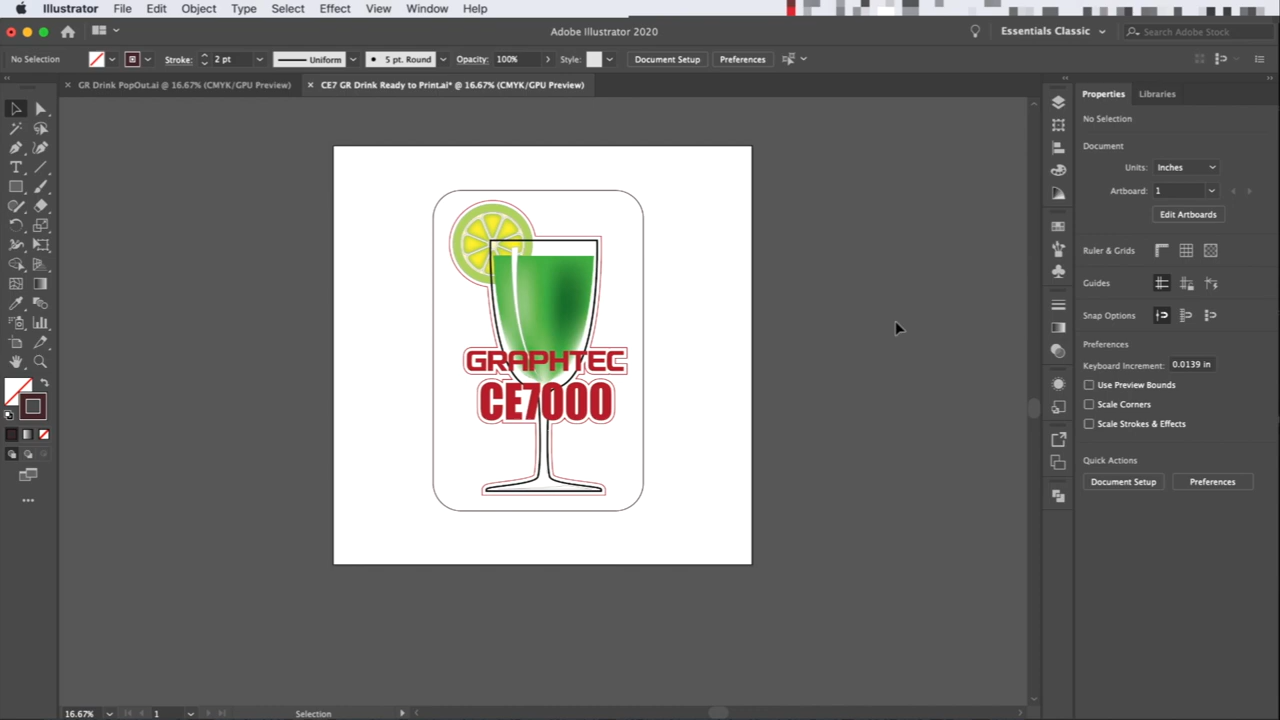 Illustrator File Edit Object Type Select Effect View Window Help
Adobe Illustrator 2020
Essentials Classic
Search Adobe Stock
No Selection Stroke: 2 pt Uniform 5 pt. Round Opacity: 100% Style: Document Setup Preferences
GR Drink PopOut.ai @ 16.67% (CMYK/GPU Preview)
CE7 GR Drink Ready to Print.ai* @ 16.67% (CMYK/GPU Preview)
Properties Libraries
No Selection
Document
Units: Inches
Artboard: 1
Edit Artboards
Ruler & Grids
Guides
Snap Options
Preferences
Keyboard Increment: 0.0139 in
Use Preview Bounds
Scale Corners
Scale Strokes & Effects
Quick Actions
Document Setup Preferences
GRAPHTEC
CE7000
16.67% 1 Selection